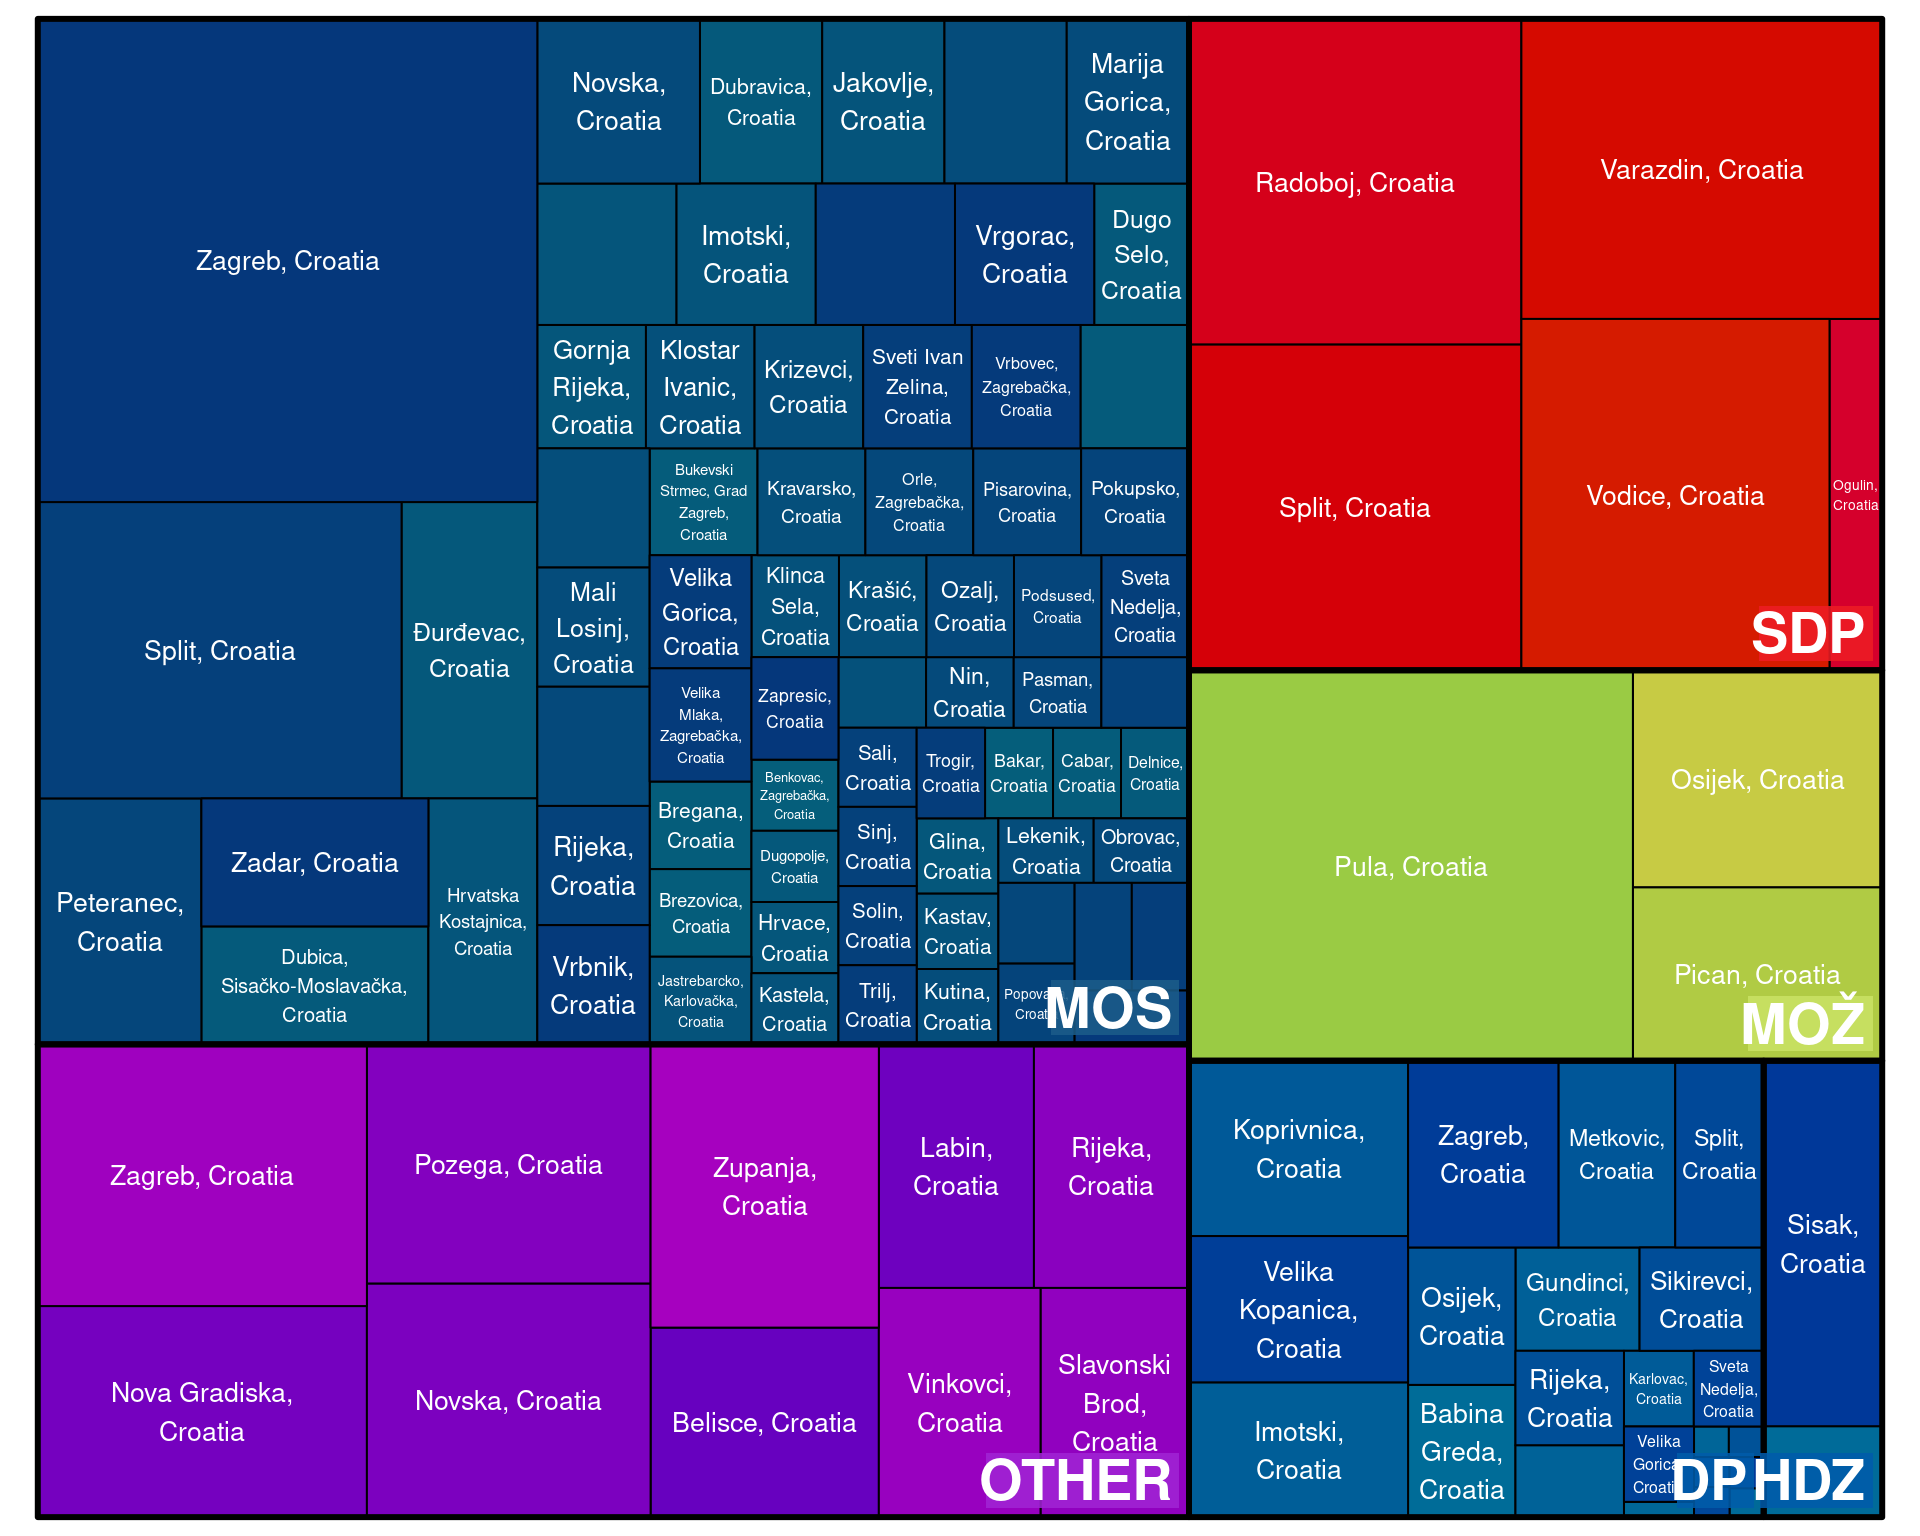 Zagreb, Croatia
Split, Croatia
Đurđevac,
Croatia
Peteranec,
Croatia
Zadar, Croatia
Dubica,
Sisačko-Moslavačka,
Croatia
Hrvatska
Kostajnica,
Croatia
Novska,
Croatia
Dubravica,
Croatia
Jakovlje,
Croatia
Marija
Gorica,
Croatia
Imotski,
Croatia
Vrgorac,
Croatia
Dugo
Selo,
Croatia
Gornja
Rijeka,
Croatia
Klostar
Ivanic,
Croatia
Krizevci,
Croatia
Sveti Ivan
Zelina,
Croatia
Vrbovec,
Zagrebačka,
Croatia
Bukevski
Strmec, Grad
Zagreb,
Croatia
Kravarsko,
Croatia
Orle,
Zagrebačka,
Croatia
Pisarovina,
Croatia
Pokupsko,
Croatia
Mali
Losinj,
Croatia
Rijeka,
Croatia
Vrbnik,
Croatia
Velika
Gorica,
Croatia
Velika
Mlaka,
Zagrebačka,
Croatia
Bregana,
Croatia
Brezovica,
Croatia
Jastrebarcko,
Karlovačka,
Croatia
Klinca
Sela,
Croatia
Zapresic,
Croatia
Benkovac,
Zagrebačka,
Croatia
Dugopolje,
Croatia
Hrvace,
Croatia
Kastela,
Croatia
Krašić,
Croatia
Ozalj,
Croatia
Podsused,
Croatia
Sveta
Nedelja,
Croatia
Nin,
Croatia
Pasman,
Croatia
Sali,
Croatia
Sinj,
Croatia
Solin,
Croatia
Trilj,
Croatia
Trogir,
Croatia
Bakar,
Croatia
Cabar,
Croatia
Delnice,
Croatia
Glina,
Croatia
Kastav,
Croatia
Kutina,
Croatia
Lekenik,
Croatia
Obrovac,
Croatia
MOS
Radoboj, Croatia
Split, Croatia
Varazdin, Croatia
Vodice, Croatia
Ogulin,
Croatia
SDP
Pula, Croatia
Osijek, Croatia
Pican, Croatia
MOŽ
Zagreb, Croatia
Nova Gradiska,
Croatia
Pozega, Croatia
Novska, Croatia
Zupanja,
Croatia
Belisce, Croatia
Labin,
Croatia
Rijeka,
Croatia
Vinkovci,
Croatia
Slavonski
Brod,
Croatia
OTHER
Koprivnica,
Croatia
Velika
Kopanica,
Croatia
Imotski,
Croatia
Zagreb,
Croatia
Metkovic,
Croatia
Split,
Croatia
Osijek,
Croatia
Babina
Greda,
Croatia
Gundinci,
Croatia
Sikirevci,
Croatia
Rijeka,
Croatia
Karlovac,
Croatia
Sveta
Nedelja,
Croatia
Velika
Gorica
Croatia
DP
Sisak,
Croatia
HDZ